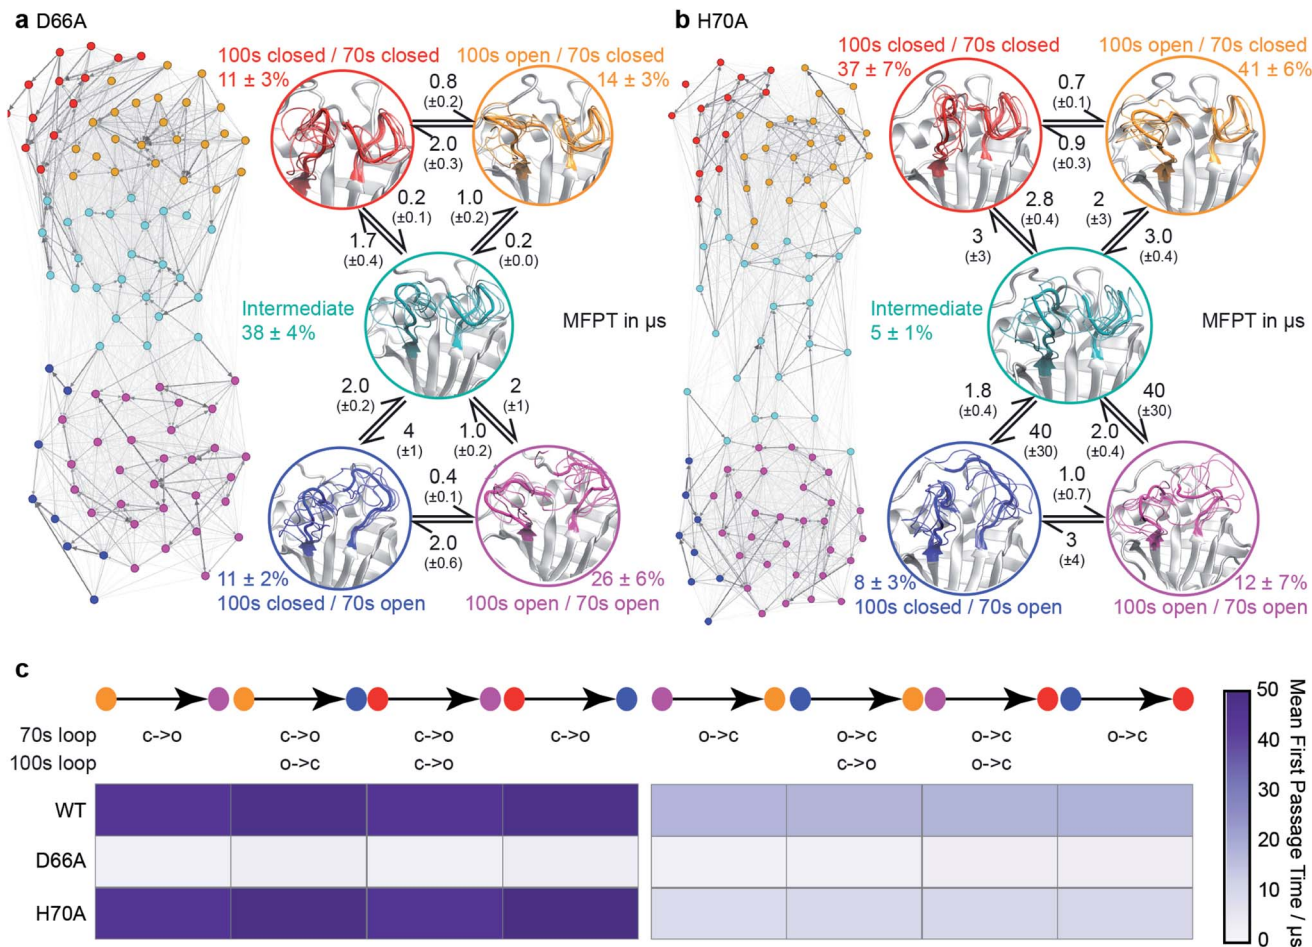 a D66A
100s closed / 70s closed
11 ± 3%
100s open / 70s closed
14 ± 3%
0.8
(±0.2)
2.0
(±0.3)
0.2
(±0.1)
1.0
(±0.2)
1.7
(±0.4)
0.2
(±0.0)
Intermediate
38 ± 4%
MFPT in µs
2.0
(±0.2)
2
(±1)
4
(±1)
1.0
(±0.2)
0.4
(±0.1)
2.0
(±0.6)
11 ± 2%
100s closed / 70s open
26 ± 6%
100s open / 70s open
b H70A
100s closed / 70s closed
37 ± 7%
100s open / 70s closed
41 ± 6%
0.7
(±0.1)
0.9
(±0.3)
2.8
(±0.4)
2
(±3)
3
(±3)
3.0
(±0.4)
Intermediate
5 ± 1%
MFPT in µs
1.8
(±0.4)
40
(±30)
40
(±30)
2.0
(±0.4)
1.0
(±0.7)
3
(±4)
8 ± 3%
100s closed / 70s open
12 ± 7%
100s open / 70s open
c
70s loop c->o c->o c->o c->o o->c o->c o->c o->c
100s loop o->c c->o c->o o->c
WT
D66A
H70A
50
40
30
20
10
0
Mean First Passage Time / µs